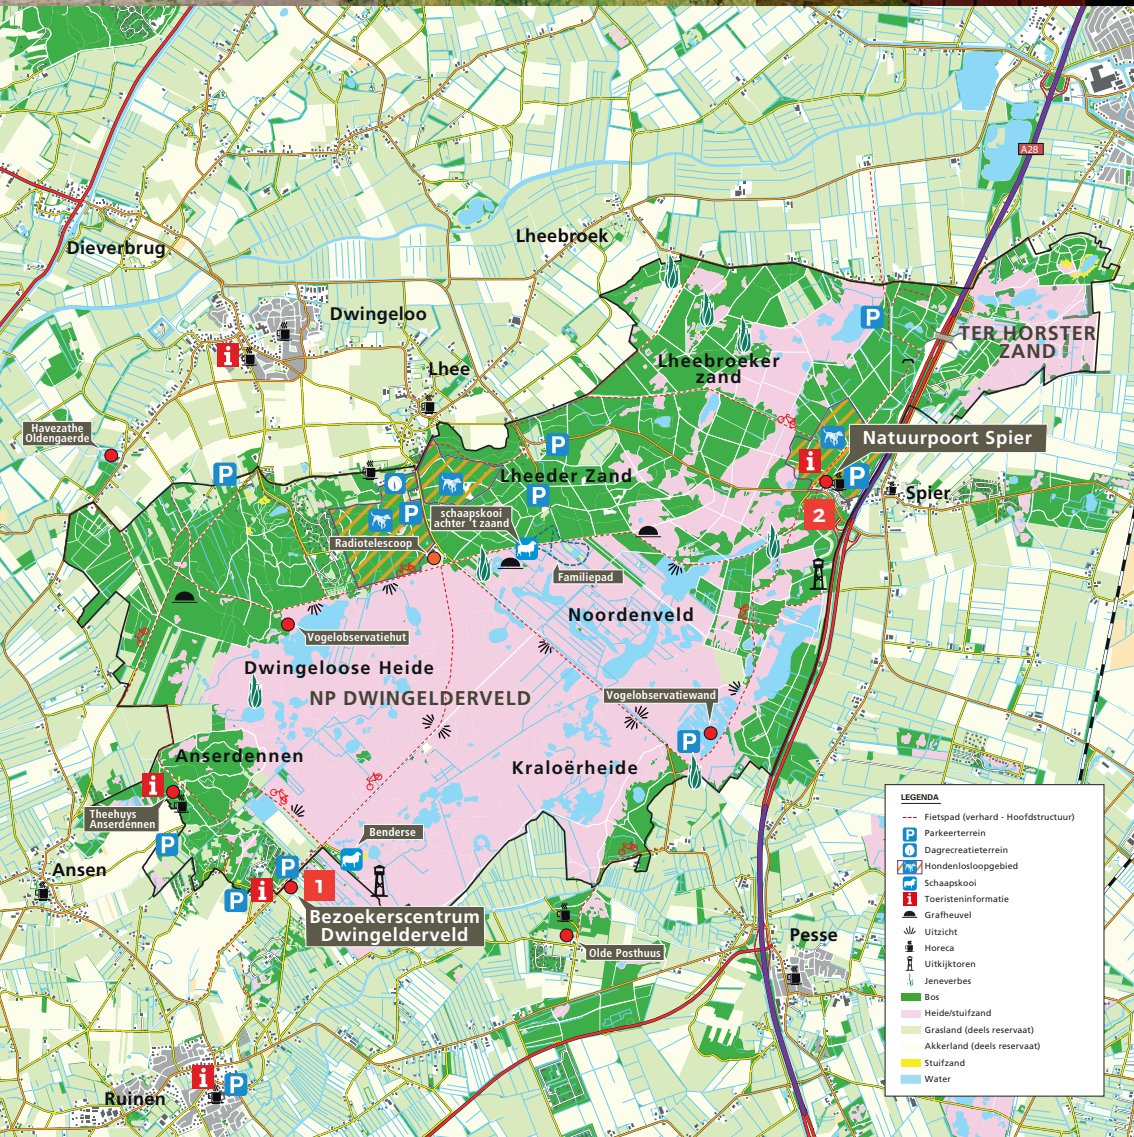 A28
Dieverbrug
Lheebroek
Dwingeloo
TER HORSTER
ZAND
Lheebroeker
zand
Lhee
Havezathe
Oldengaerde
Natuurpoort Spier
Lheeder Zand
Spier
schaapskooi
achter 't zaand
2
Radiotelescoop
Familiepad
Noordenveld
Vogelobservatiehut
Dwingeloose Heide
NP DWINGELDERVELD
Vogelobservatiewand
Anserdennen
Kraloërheide
Theehuys
Anserdennen
Benderse
Ansen
1
Bezoekerscentrum
Dwingelderveld
Pesse
Olde Posthuus
Ruinen
LEGENDA
Fietspad (verhard - Hoofdstructuur)
P Parkeerterrein
Dagrecreatieterrein
Hondenlosloopgebied
Schaapskooi
i Toeristeninformatie
Grafheuvel
Uitzicht
Horeca
Uitkijktoren
Jeneverbes
Bos
Heide/stuifzand
Grasland (deels reservaat)
Akkerland (deels reservaat)
Stuifzand
Water